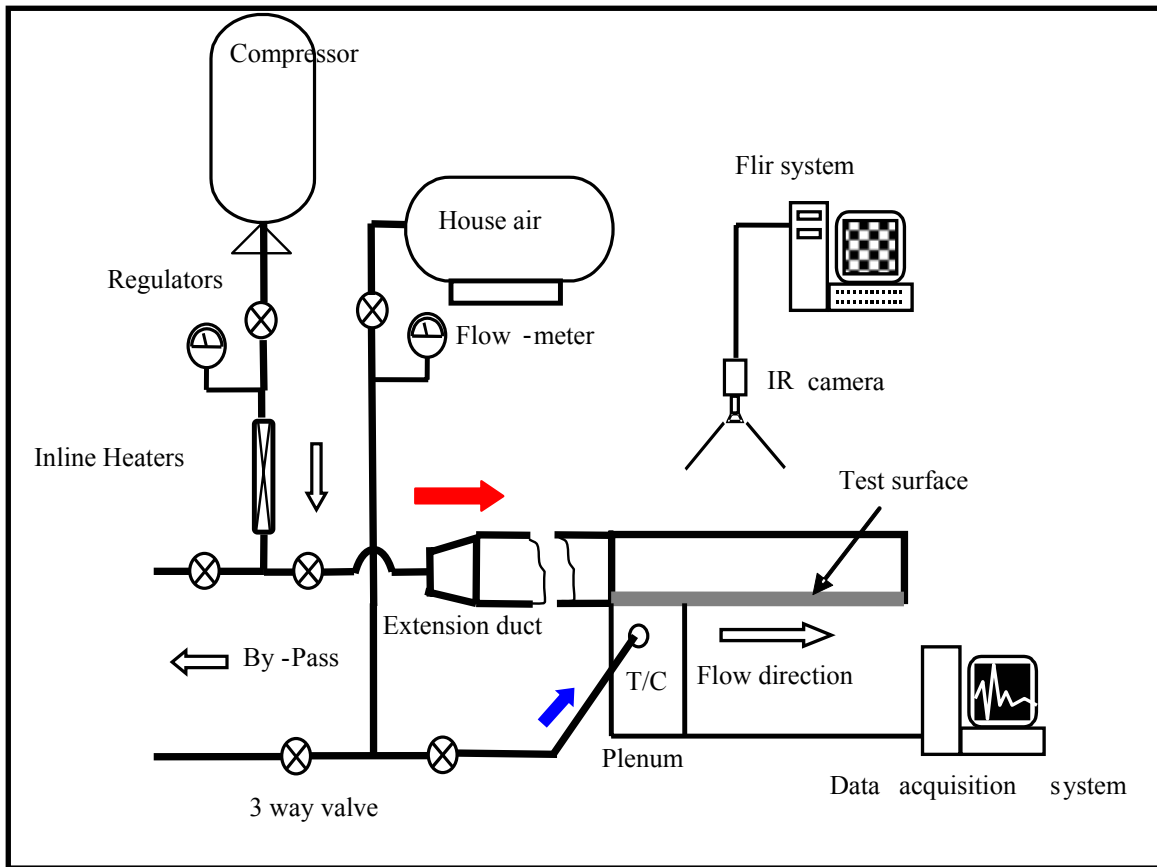 Compressor
Flir system
House air
Regulators
Flow -meter
IR camera
Inline Heaters
Test surface
Extension duct
By -Pass
T/C
Flow direction
Plenum
3 way valve
Data acquisition system